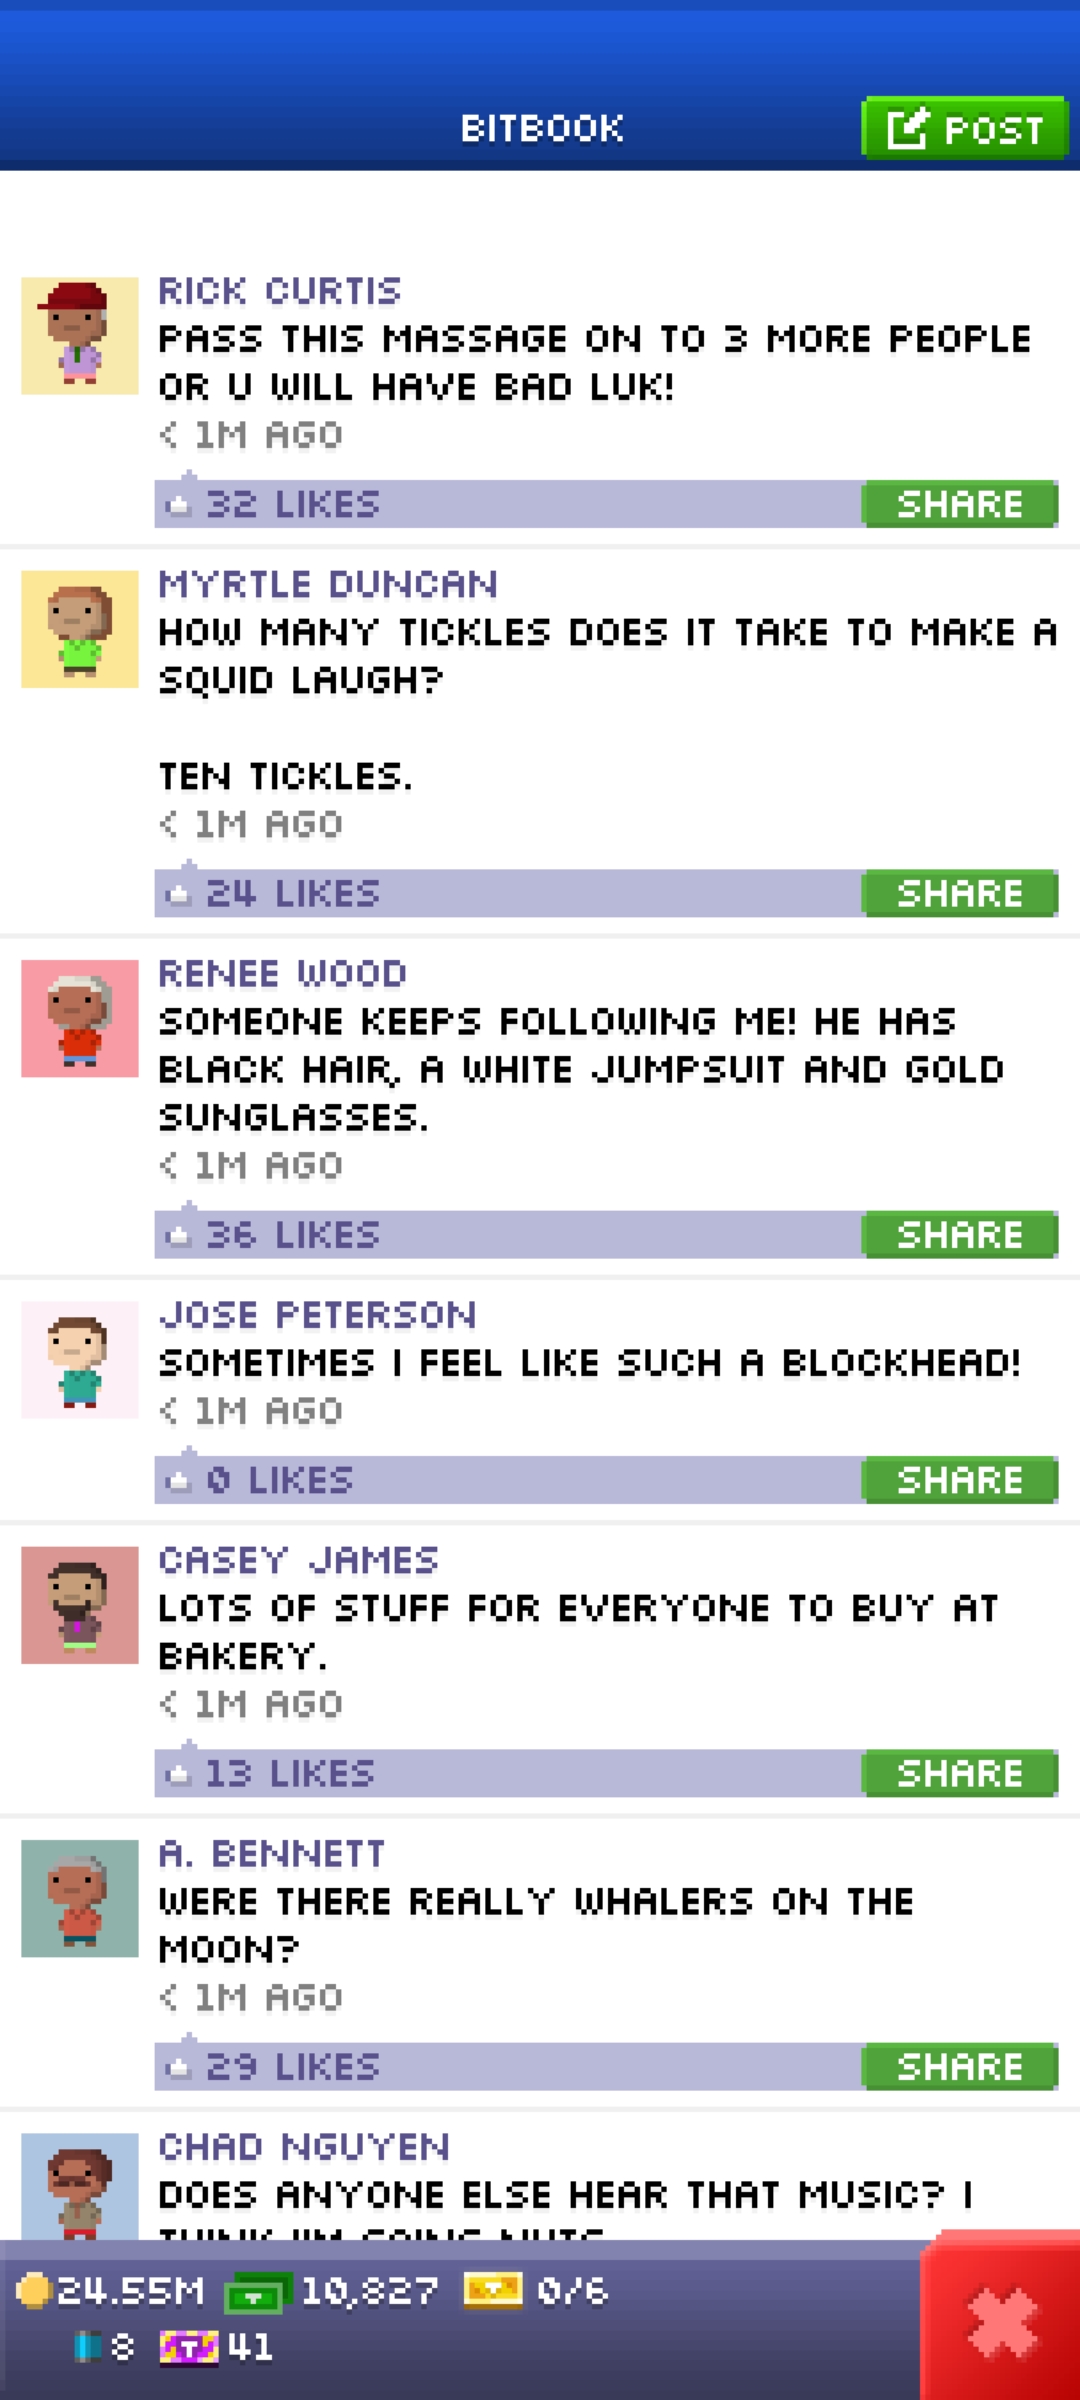 BITBOOK
POST
RICK CURTIS
PASS THIS MASSAGE ON TO 3 MORE PEOPLE
OR U WILL HAVE BAD LUK!
< 1M AGO
32 LIKES
SHARE
MYRTLE DUNCAN
HOW MANY TICKLES DOES IT TAKE TO MAKE A
SQUID LAUGH?
TEN TICKLES.
< 1M AGO
24 LIKES
SHARE
RENEE WOOD
SOMEONE KEEPS FOLLOWING ME! HE HAS
BLACK HAIR, A WHITE JUMPSUIT AND GOLD
SUNGLASSES.
< 1M AGO
36 LIKES
SHARE
JOSE PETERSON
SOMETIMES I FEEL LIKE SUCH A BLOCKHEAD!
< 1M AGO
0 LIKES
SHARE
CASEY JAMES
LOTS OF STUFF FOR EVERYONE TO BUY AT
BAKERY.
< 1M AGO
13 LIKES
SHARE
A. BENNETT
WERE THERE REALLY WHALERS ON THE
MOON?
< 1M AGO
29 LIKES
SHARE
CHAD NGUYEN
DOES ANYONE ELSE HEAR THAT MUSIC? I
THINK I'M GOING NUTS
24.55M 10,827 0/6
8 41